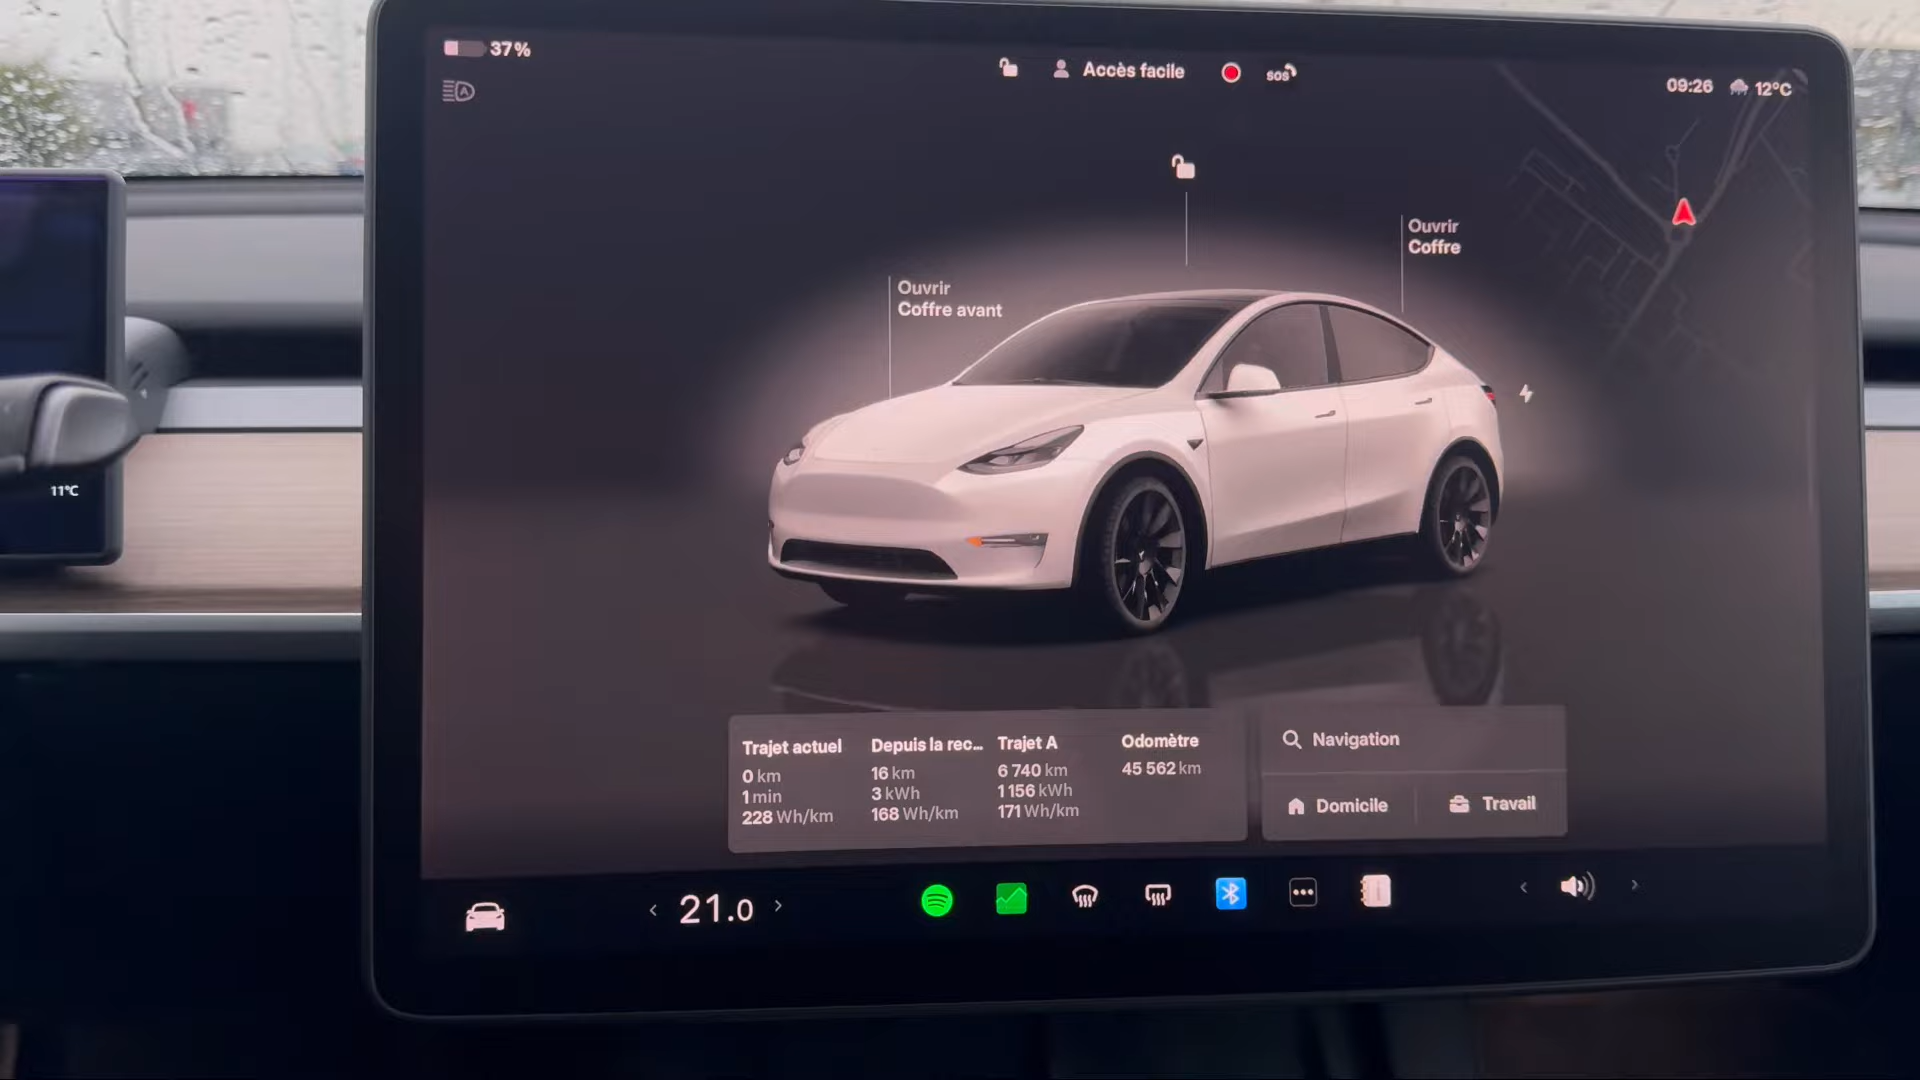 37%
Accès facile
sos
09:26
12°C
Ouvrir
Coffre
Ouvrir
Coffre avant
11°C
Trajet actuel
0 km
1 min
228 Wh/km
Depuis la rec...
16 km
3 kWh
168 Wh/km
Trajet A
6 740 km
1 156 kWh
171 Wh/km
Odomètre
45 562 km
Navigation
Domicile
Travail
21.0